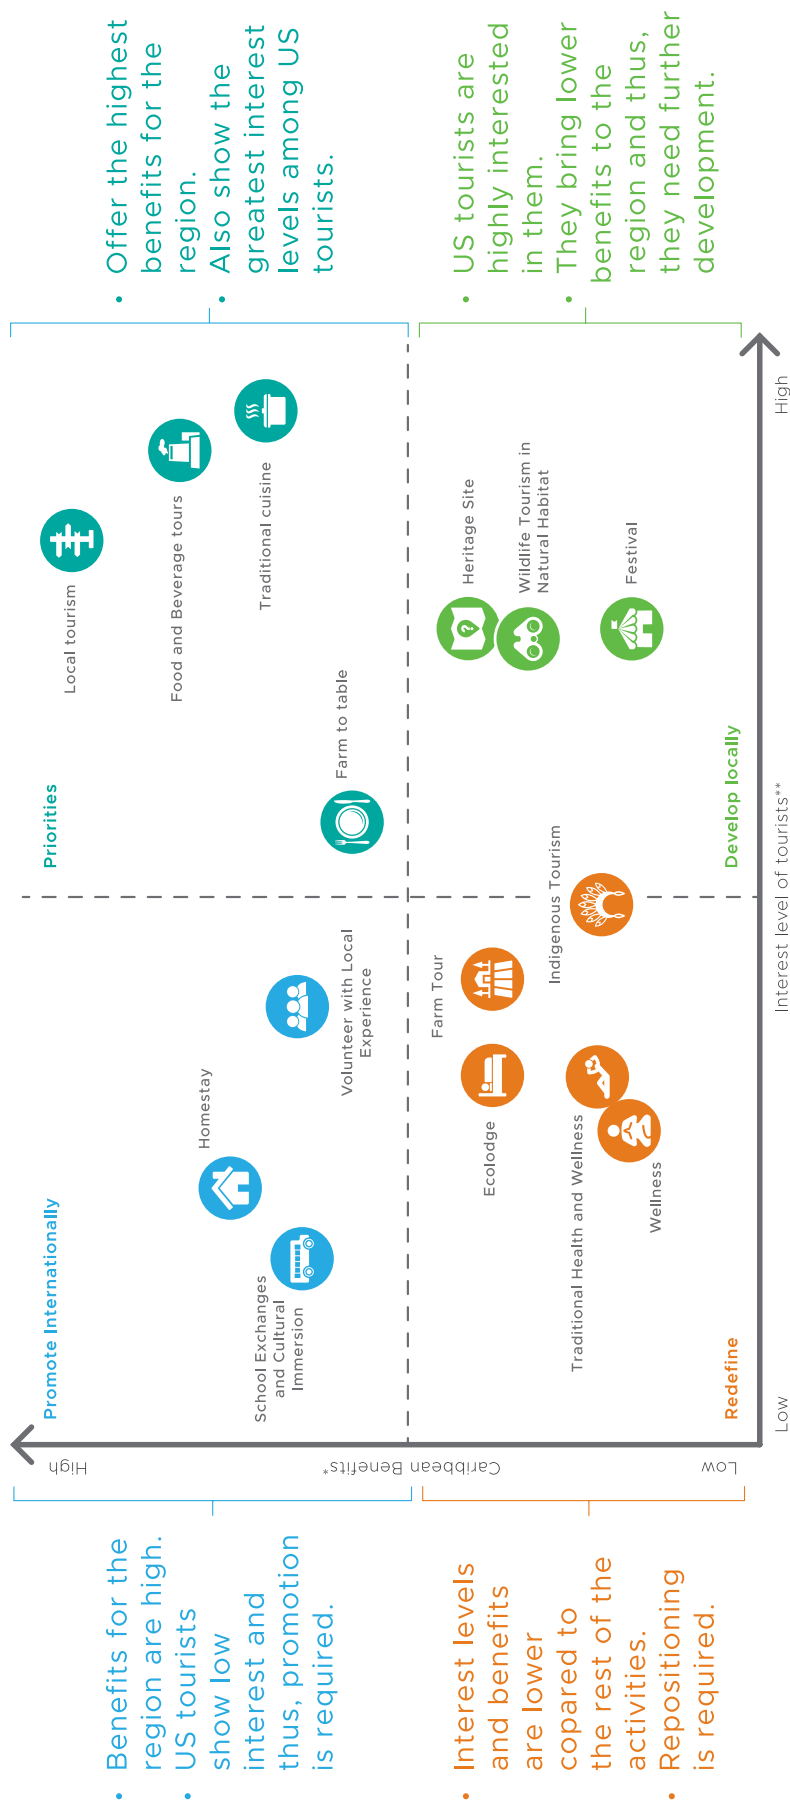 • Benefits for the
region are high.
• US tourists
show low
interest and
thus, promotion
is required.
• Interest levels
and benefits
are lower
copared to
the rest of the
activities.
• Repositioning
is required.
High
Caribbean Benefits*
Low
Promote Internationally
Homestay
School Exchanges
and Cultural
Immersion
Volunteer with Local
Experience
Priorities
Local tourism
Food and Beverage tours
Traditional cuisine
Farm to table
Redefine
Farm Tour
Ecolodge
Indigenous Tourism
Traditional Health and Wellness
Wellness
Develop locally
Heritage Site
Wildlife Tourism in
Natural Habitat
Festival
Low
Interest level of tourists**
High
• Offer the highest
benefits for the
region.
• Also show the
greatest interest
levels among US
tourists.
• US tourists are
highly interested
in them.
• They bring lower
benefits to the
region and thus,
they need further
development.